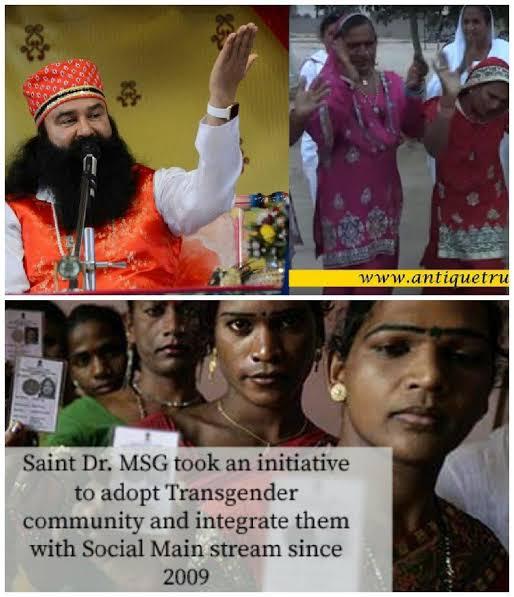 www.antiquetru
Saint Dr. MSG took an initiative
to adopt Transgender
community and integrate them
with Social Main stream since
2009